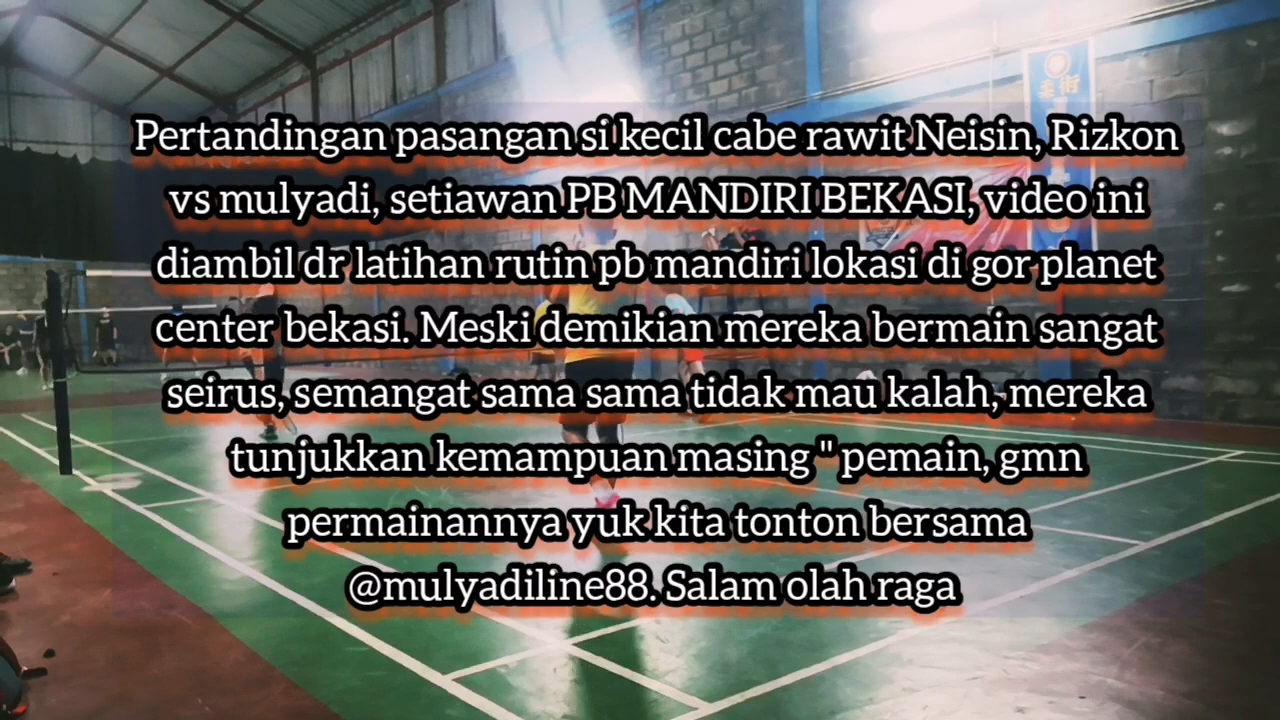 Pertandingan pasangan si kecil cabe rawit Neisin, Rizkon
vs mulyadi, setiawan PB MANDIRI BEKASI, video ini
diambil dr latihan rutin pb mandiri lokasi di gor planet
center bekasi. Meski demikian mereka bermain sangat
seirus, semangat sama sama tidak mau kalah, mereka
tunjukkan kemampuan masing " pemain, gmn
permainannya yuk kita tonton bersama
@mulyadiline88. Salam olah raga